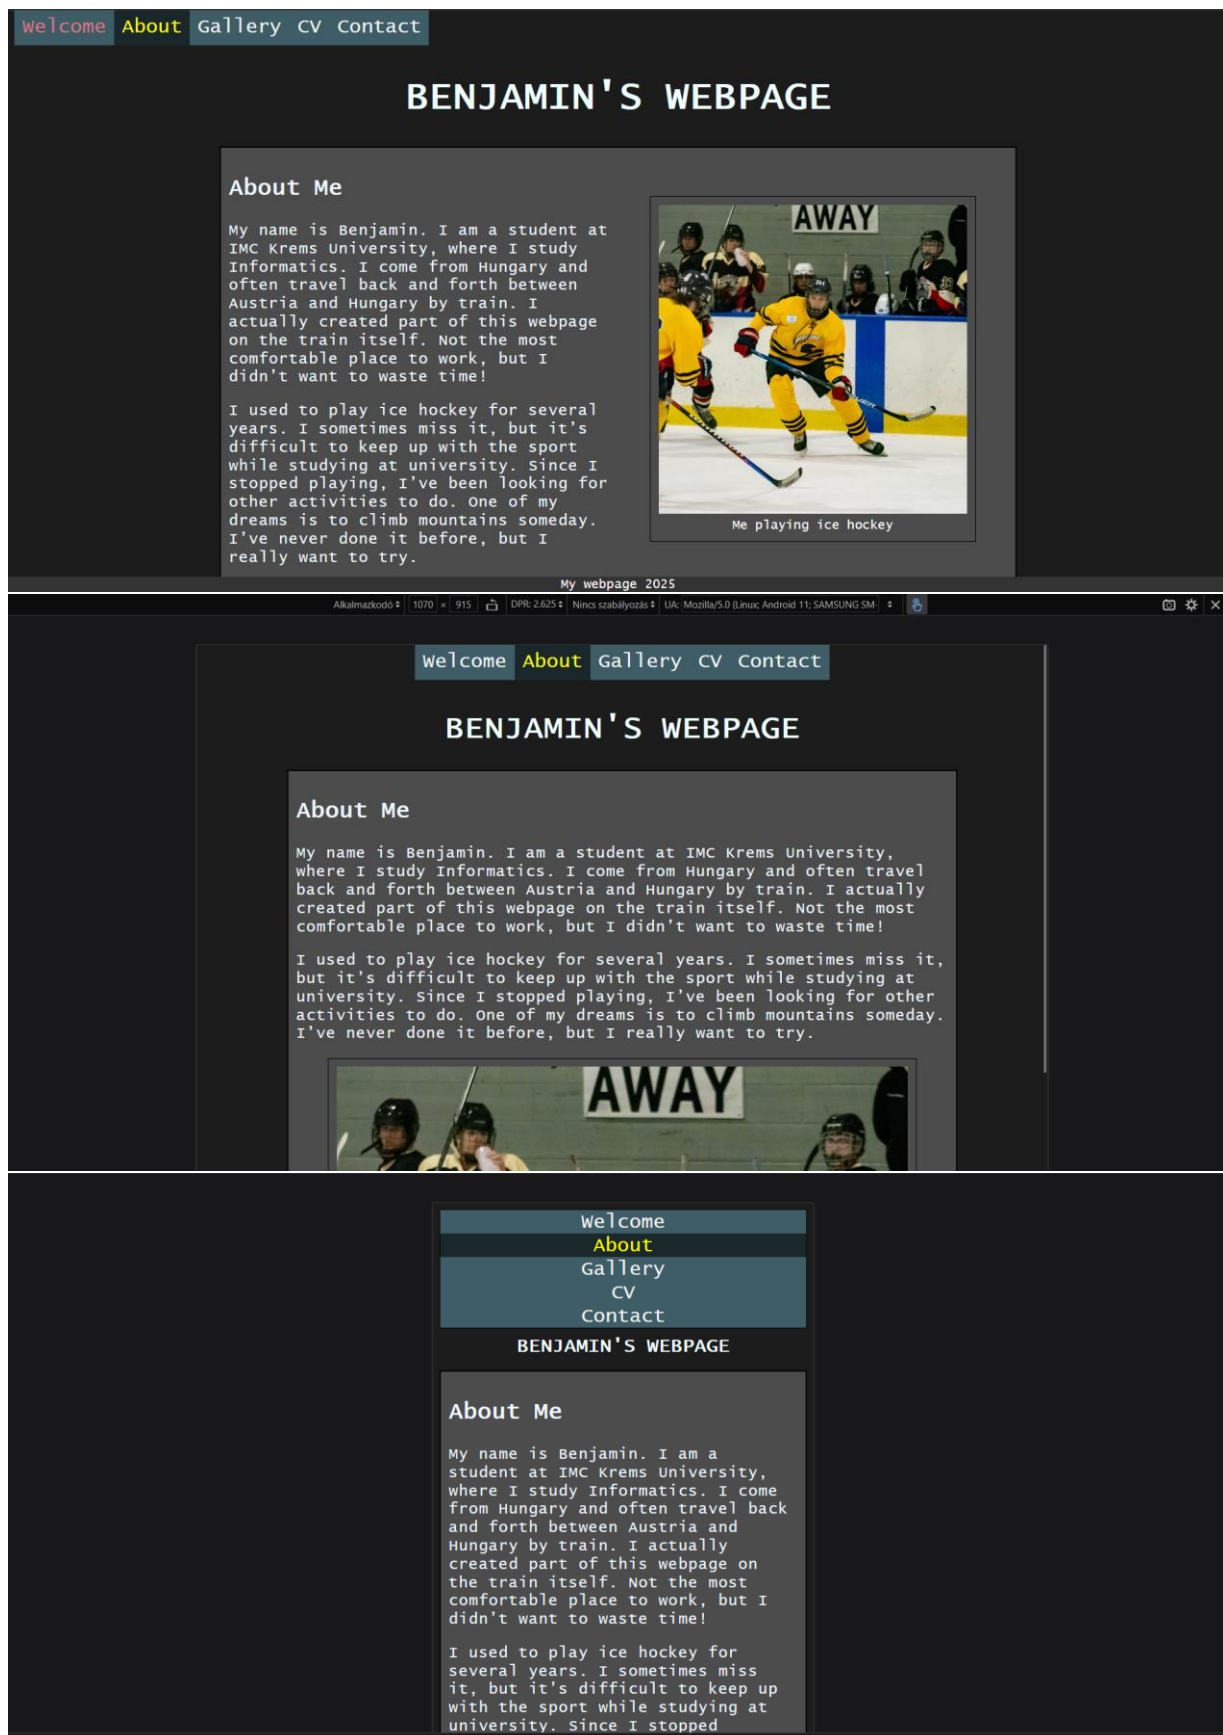 Welcome About Gallery CV Contact
BENJAMIN'S WEBPAGE
About Me
My name is Benjamin. I am a student at
IMC Krems University, where I study
Informatics. I come from Hungary and
often travel back and forth between
Austria and Hungary by train. I
actually created part of this webpage
on the train itself. Not the most
comfortable place to work, but I
didn’t want to waste time!
I used to play ice hockey for several
years. I sometimes miss it, but it’s
difficult to keep up with the sport
while studying at university. Since I
stopped playing, I’ve been looking for
other activities to do. One of my
dreams is to climb mountains someday.
I’ve never done it before, but I
really want to try.
AWAY
Me playing ice hockey
My webpage 2025
Alkalmazkodó 1070 × 915 DPR: 2.625 Nincs szabályozás UA: Mozilla/5.0 (Linux; Android 11; SAMSUNG SM-
Welcome About Gallery CV Contact
BENJAMIN'S WEBPAGE
About Me
My name is Benjamin. I am a student at IMC Krems University,
where I study Informatics. I come from Hungary and often travel
back and forth between Austria and Hungary by train. I actually
created part of this webpage on the train itself. Not the most
comfortable place to work, but I didn’t want to waste time!
I used to play ice hockey for several years. I sometimes miss it,
but it’s difficult to keep up with the sport while studying at
university. Since I stopped playing, I’ve been looking for other
activities to do. One of my dreams is to climb mountains someday.
I’ve never done it before, but I really want to try.
AWAY
Welcome
About
Gallery
CV
Contact
BENJAMIN'S WEBPAGE
About Me
My name is Benjamin. I am a
student at IMC Krems University,
where I study Informatics. I come
from Hungary and often travel back
and forth between Austria and
Hungary by train. I actually
created part of this webpage on
the train itself. Not the most
comfortable place to work, but I
didn’t want to waste time!
I used to play ice hockey for
several years. I sometimes miss
it, but it’s difficult to keep up
with the sport while studying at
university. Since I stopped